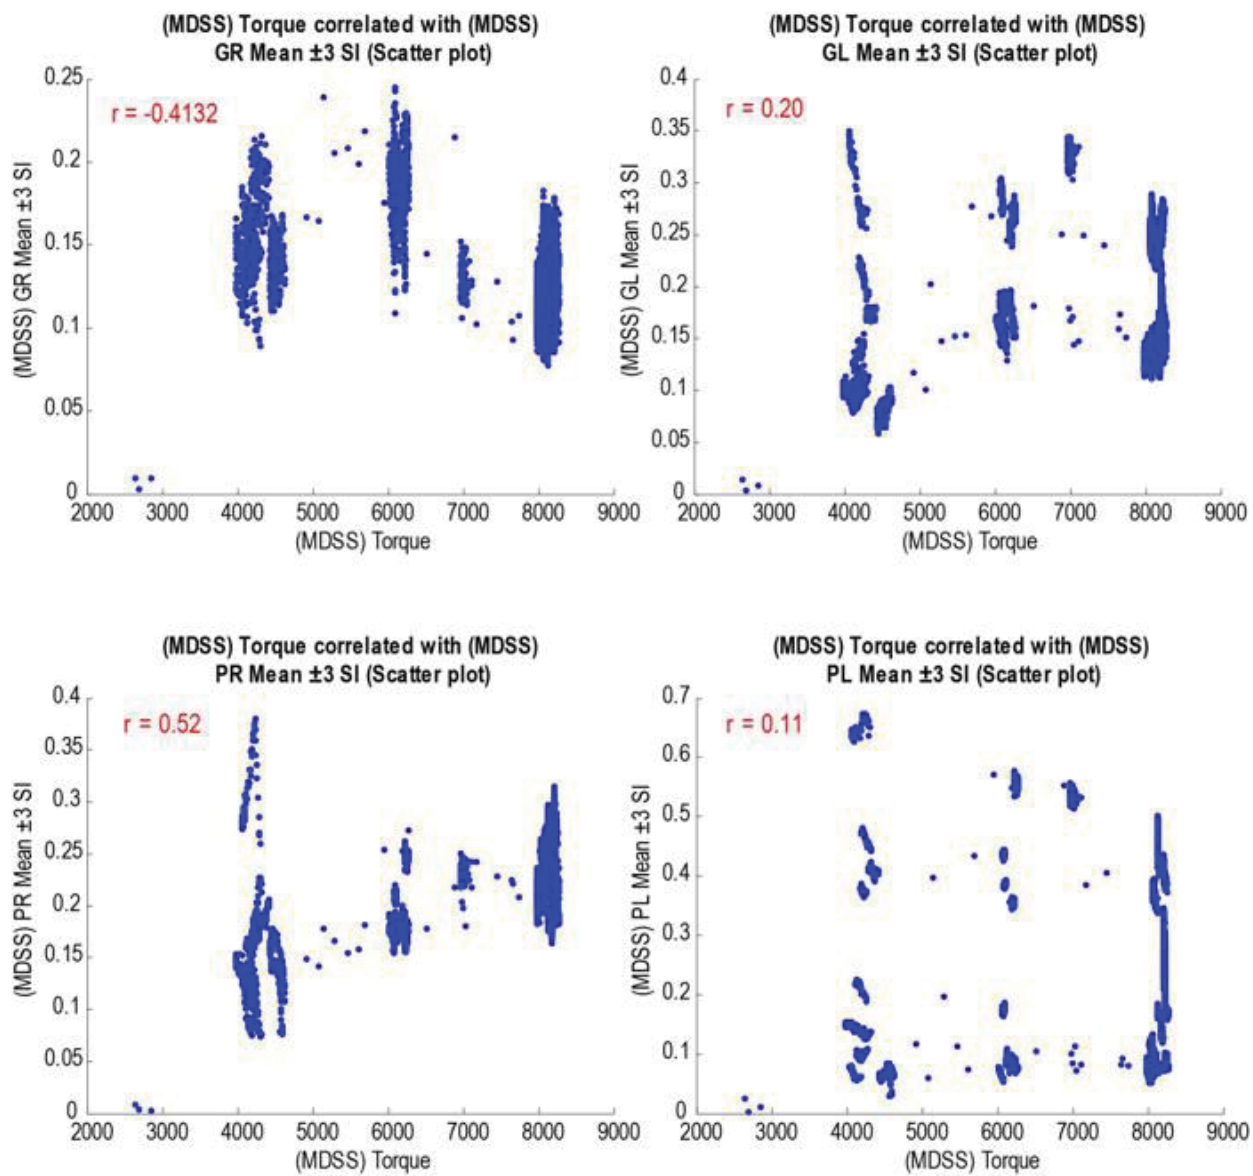 (MDSS) Torque correlated with (MDSS)
GR Mean ±3 SI (Scatter plot)
r = -0.4132
(MDSS) GR Mean ±3 SI
0.25
0.2
0.15
0.1
0.05
0
2000 3000 4000 5000 6000 7000 8000 9000
(MDSS) Torque
(MDSS) Torque correlated with (MDSS)
GL Mean ±3 SI (Scatter plot)
r = 0.20
(MDSS) GL Mean ±3 SI
0.4
0.35
0.3
0.25
0.2
0.15
0.1
0.05
0
2000 3000 4000 5000 6000 7000 8000 9000
(MDSS) Torque
(MDSS) Torque correlated with (MDSS)
PR Mean ±3 SI (Scatter plot)
r = 0.52
(MDSS) PR Mean ±3 SI
0.4
0.35
0.3
0.25
0.2
0.15
0.1
0.05
0
2000 3000 4000 5000 6000 7000 8000 9000
(MDSS) Torque
(MDSS) Torque correlated with (MDSS)
PL Mean ±3 SI (Scatter plot)
r = 0.11
(MDSS) PL Mean ±3 SI
0.7
0.6
0.5
0.4
0.3
0.2
0.1
0
2000 3000 4000 5000 6000 7000 8000 9000
(MDSS) Torque